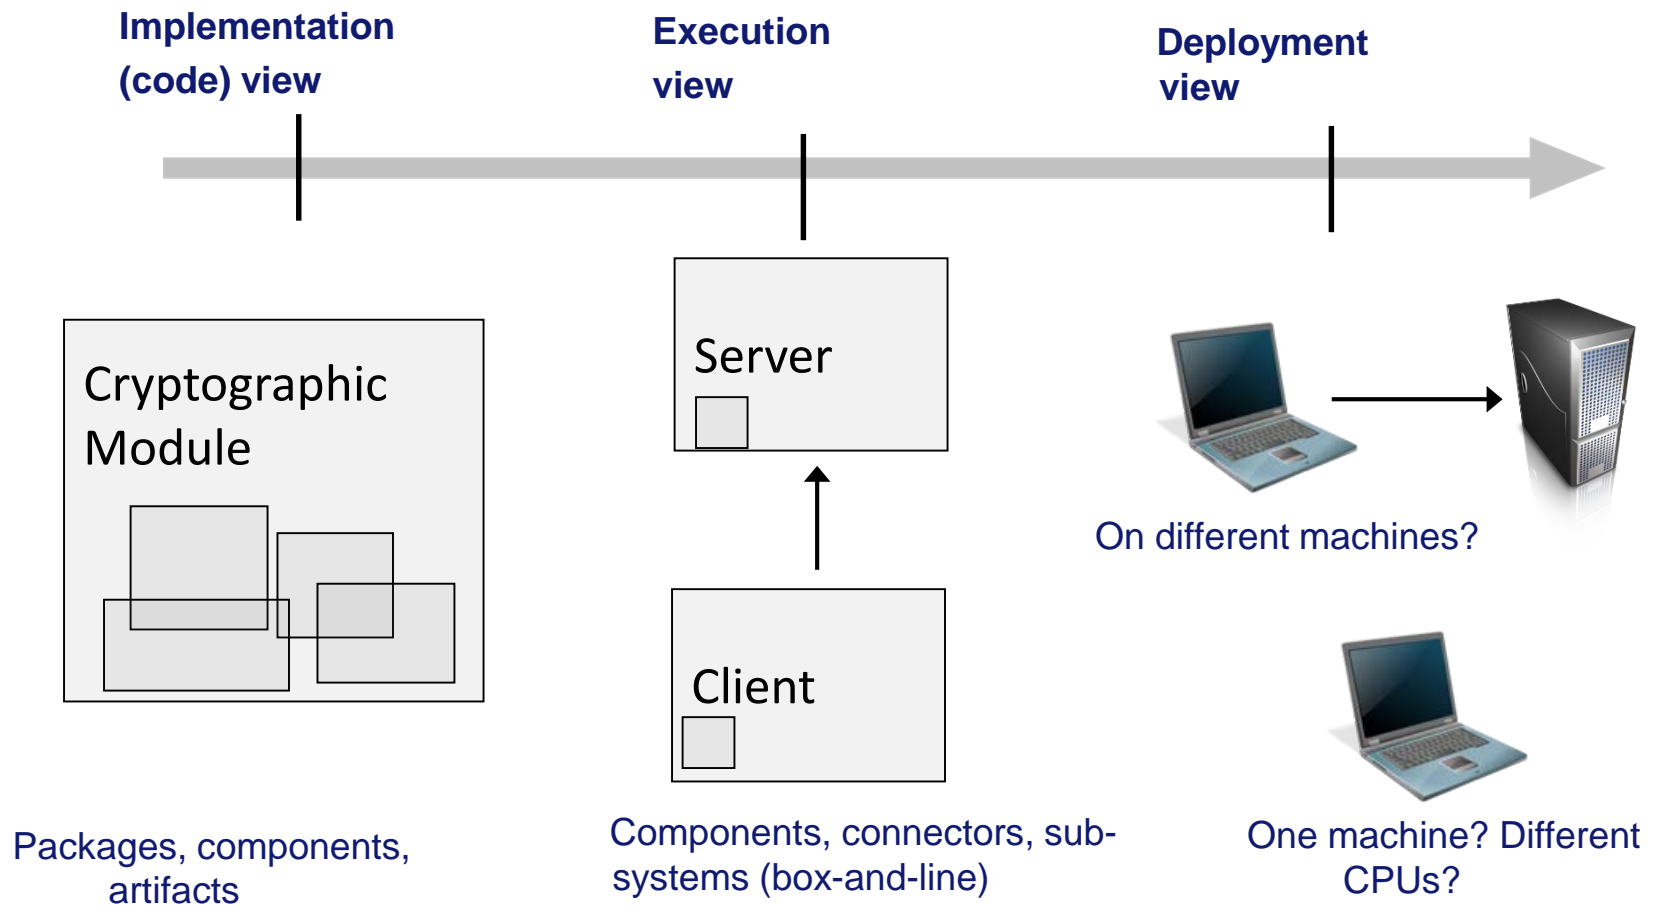 Implementation
(code) view
Execution
view
Deployment
view
Cryptographic
Module
Server
Client
On different machines?
Packages, components,
artifacts
Components, connectors, sub-
systems (box-and-line)
One machine? Different
CPUs?